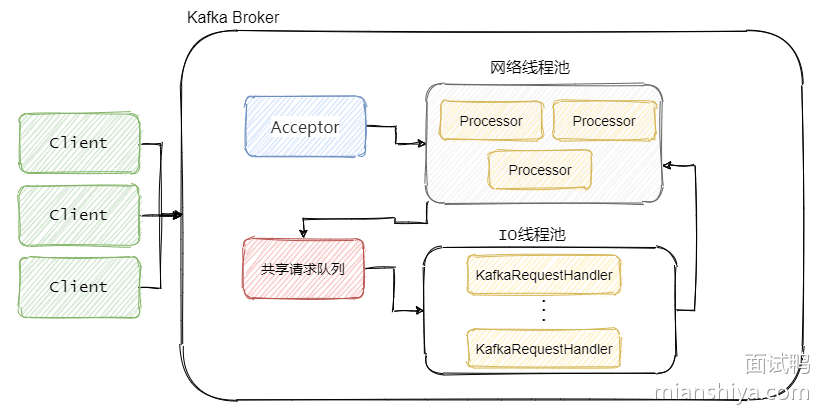 Kafka Broker
网络线程池
Client
Client
Client
Acceptor
Processor
Processor
Processor
共享请求队列
IO线程池
KafkaRequestHandler
KafkaRequestHandler
面试鸭
mianshiya.com